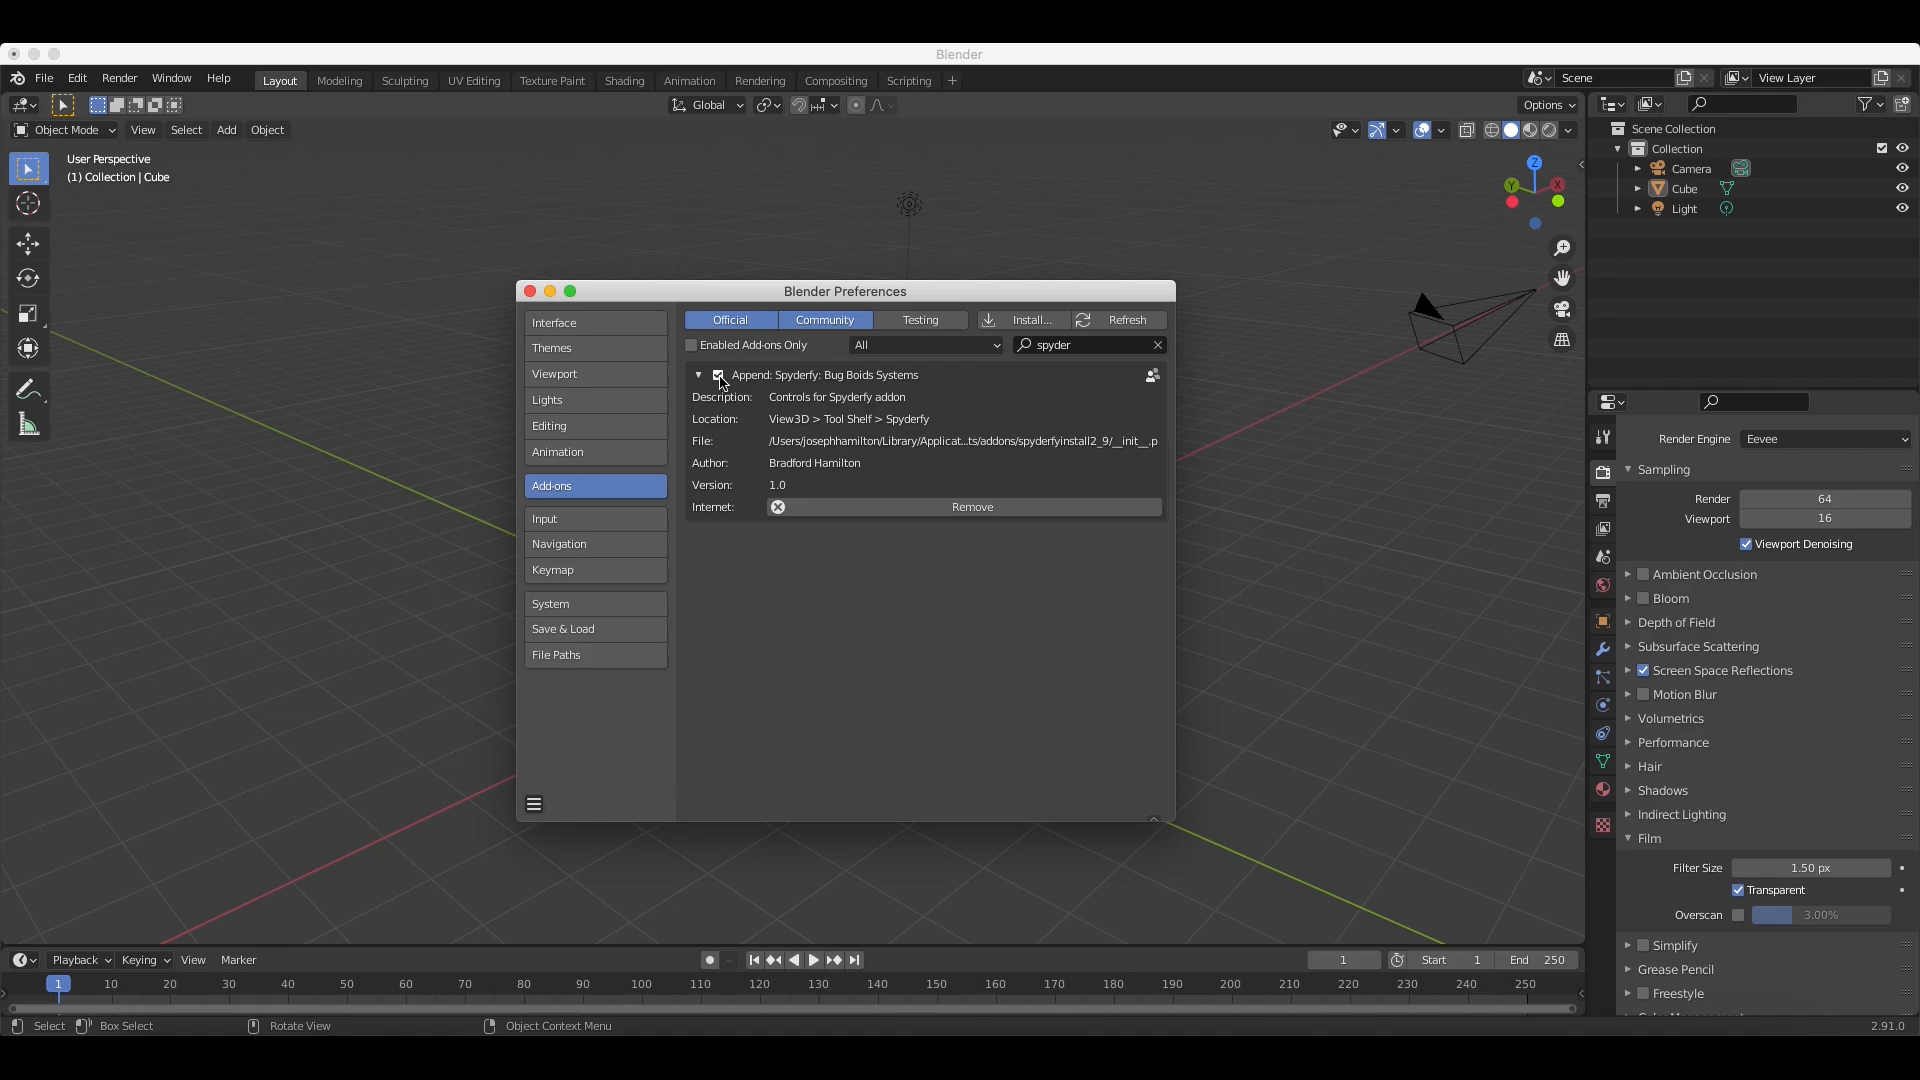 Blender
File Edit Render Window Help Layout Modeling Sculpting UV Editing Texture Paint Shading Animation Rendering Compositing Scripting + Scene View Layer
Global Options
Object Mode View Select Add Object
User Perspective
(1) Collection | Cube
Z
Y X
Scene Collection
Collection
Camera
Cube
Light
Blender Preferences
Interface
Themes
Viewport
Lights
Editing
Animation
Add-ons
Input
Navigation
Keymap
System
Save & Load
File Paths
Official Community Testing Install... Refresh
Enabled Add-ons Only All spyder
Append: Spyderfy: Bug Boids Systems
Description: Controls for Spyderfy addon
Location: View3D > Tool Shelf > Spyderfy
File: /Users/josephhamilton/Library/Applicat...ts/addons/spyderfyinstall2_9/__init__.p
Author: Bradford Hamilton
Version: 1.0
Internet: Remove
Render Engine Eevee
Sampling
Render 64
Viewport 16
Viewport Denoising
Ambient Occlusion
Bloom
Depth of Field
Subsurface Scattering
Screen Space Reflections
Motion Blur
Volumetrics
Performance
Hair
Shadows
Indirect Lighting
Film
Filter Size 1.50 px
Transparent
Overscan 3.00%
Simplify
Grease Pencil
Freestyle
Playback Keying View Marker 1 Start 1 End 250
1 10 20 30 40 50 60 70 80 90 100 110 120 130 140 150 160 170 180 190 200 210 220 230 240 250
Select Box Select Rotate View Object Context Menu 2.91.0